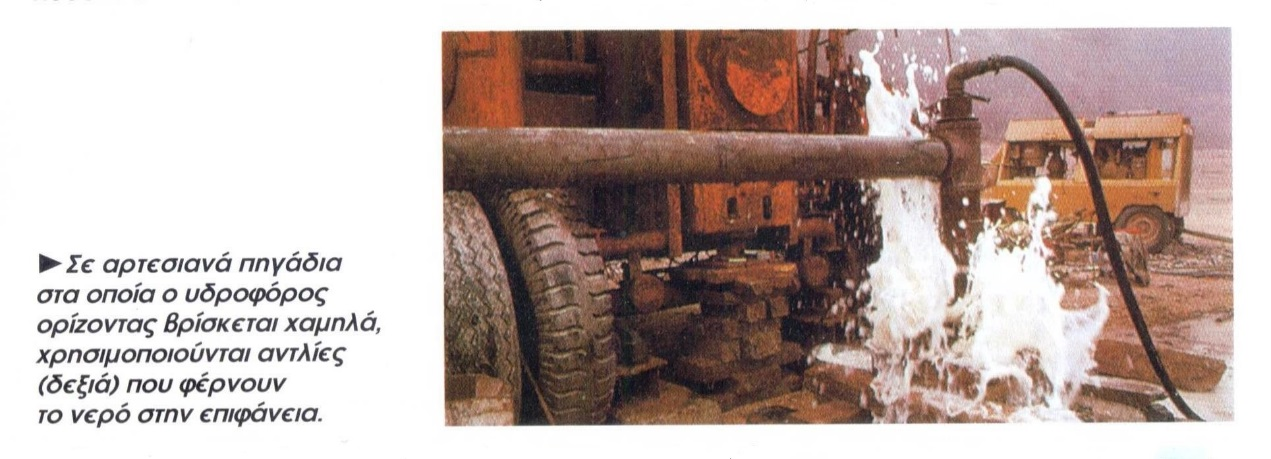 ►Σε αρτεσιανά πηγάδια
στα οποία ο υδροφόρος
ορίζοντας βρίσκεται χαμηλά,
χρησιμοποιούνται αντλίες
(δεξιά) που φέρνουν
το νερό στην επιφάνεια.